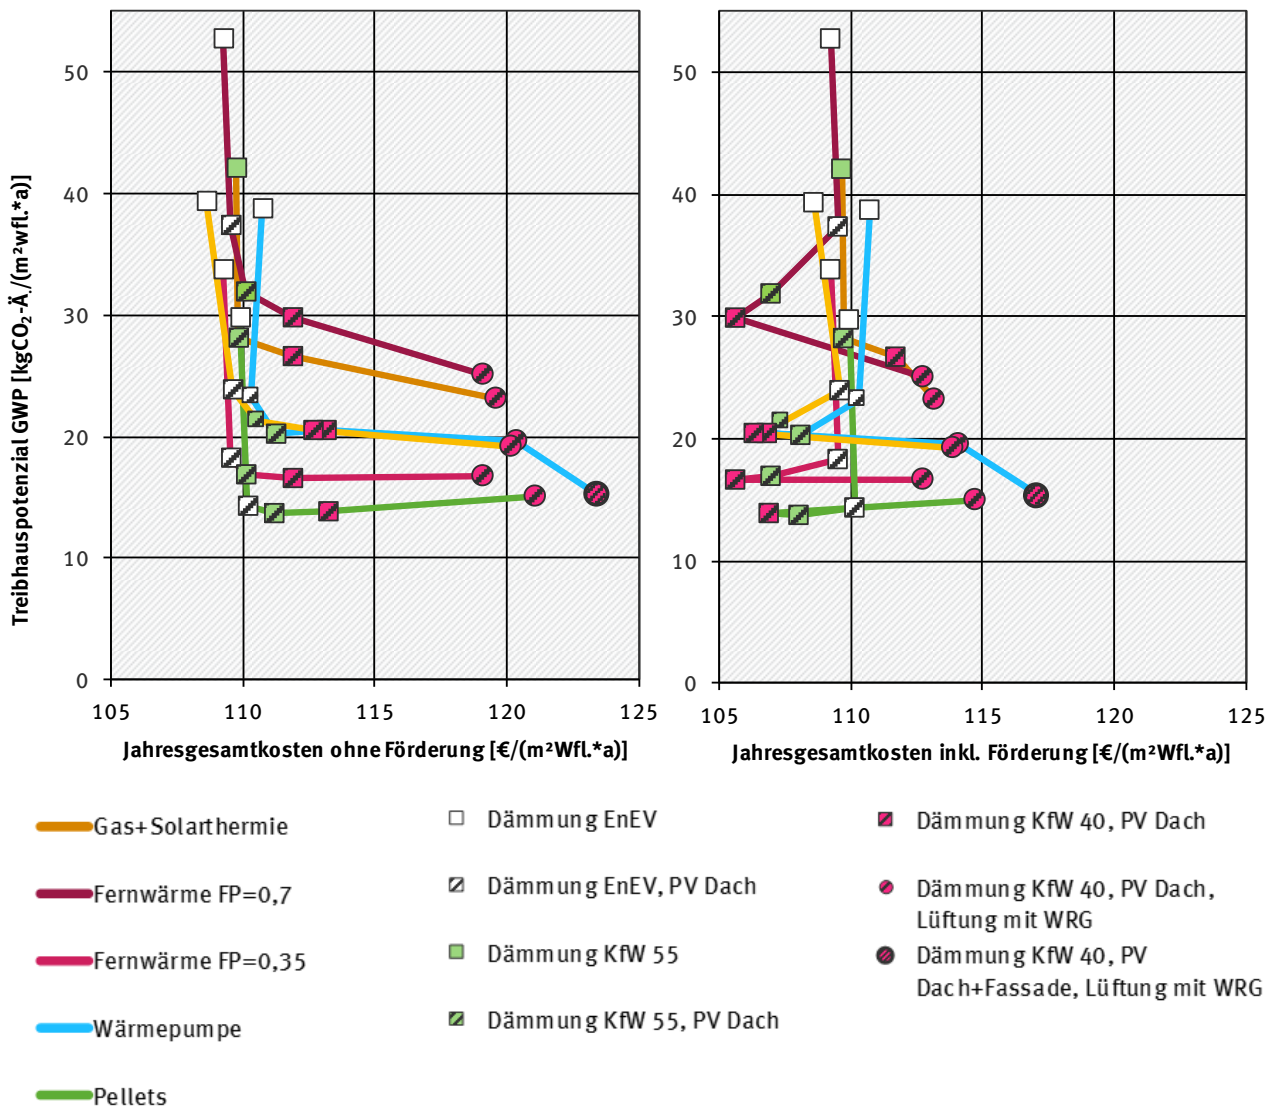 Treibhauspotenzial GWP [kgCO₂-Ä./(m²wfl.*a)]
50
40
30
20
10
0
105 110 115 120 125
Jahresgesamtkosten ohne Förderung [€/(m²Wfl.*a)]
50
40
30
20
10
0
105 110 115 120 125
Jahresgesamtkosten inkl. Förderung [€/(m²Wfl.*a)]
Gas+Solarthermie
Fernwärme FP=0,7
Fernwärme FP=0,35
Wärmepumpe
Pellets
Dämmung EnEV
Dämmung EnEV, PV Dach
Dämmung KfW 55
Dämmung KfW 55, PV Dach
Dämmung KfW 40, PV Dach
Dämmung KfW 40, PV Dach,
Lüftung mit WRG
Dämmung KfW 40, PV
Dach+Fassade, Lüftung mit WRG